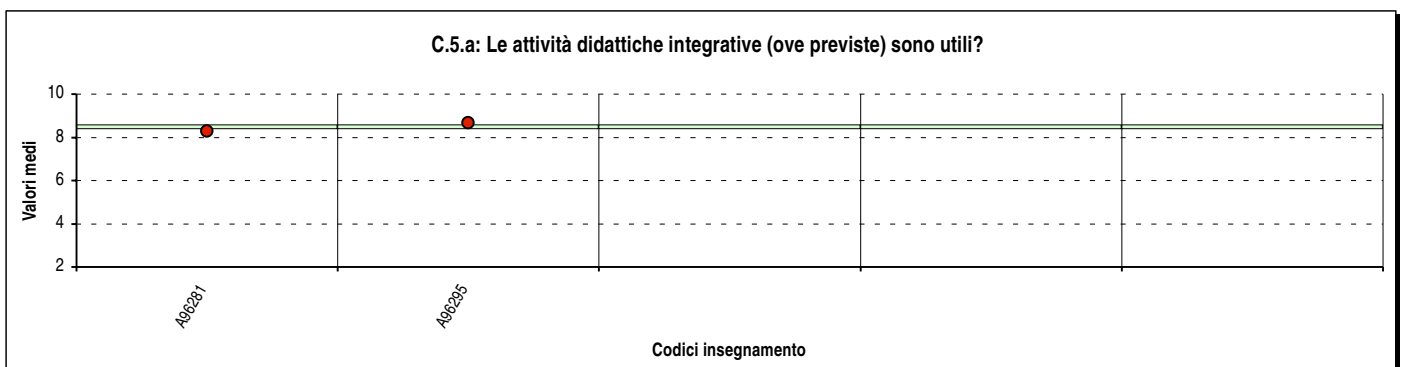 C.5.a: Le attività didattiche integrative (ove previste) sono utili?
10
8
6
4
2
Valori medi
A96281
A96295
Codici insegnamento